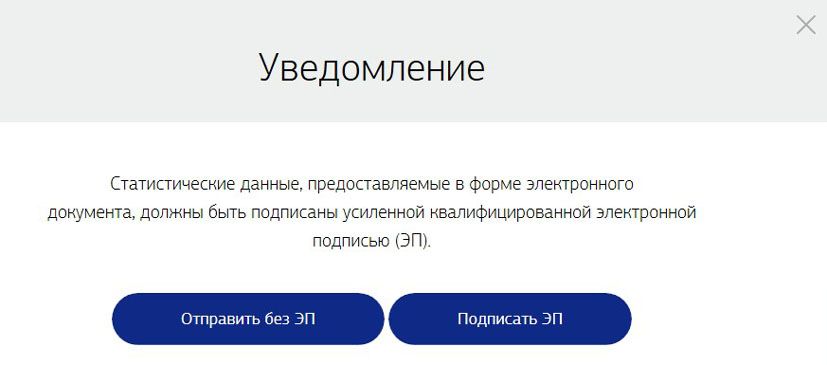 Уведомление
Статистические данные, предоставляемые в форме электронного
документа, должны быть подписаны усиленной квалифицированной электронной
подписью (ЭП).
Отправить без ЭП
Подписать ЭП